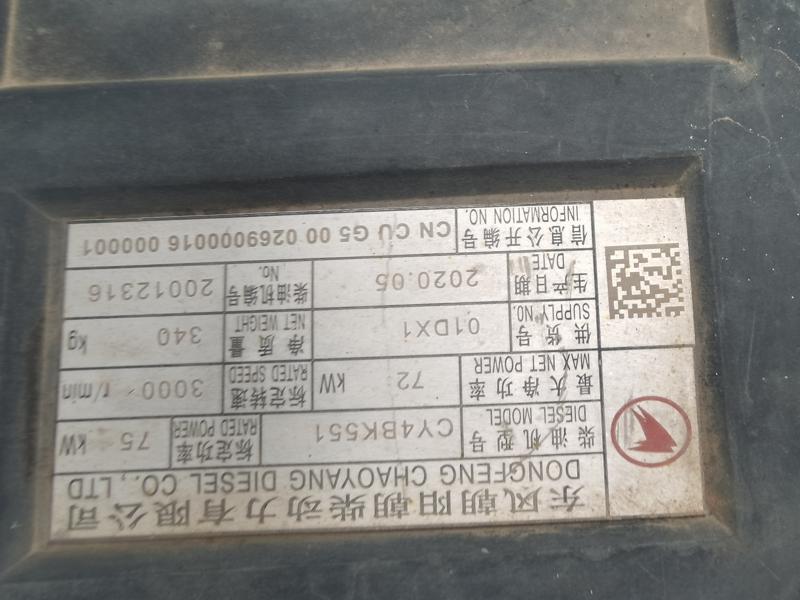 东风朝阳朝柴动力有限公司
DONGFENG CHAOYANG DIESEL CO., LTD
柴油机型号 DIESEL MODEL CY4BK551 标定功率 RATED POWER 75 kW
最大净功率 MAX NET POWER 72 kW 标定转速 RATED SPEED 3000 r/min
供货号 SUPPLY NO. 01DX1 净质量 NET WEIGHT 340 kg
生产日期 DATE 2020.05 柴油机编号 No. 20012316
信息公开编号 INFORMATION NO. CN CU G5 00 0269000016 000001